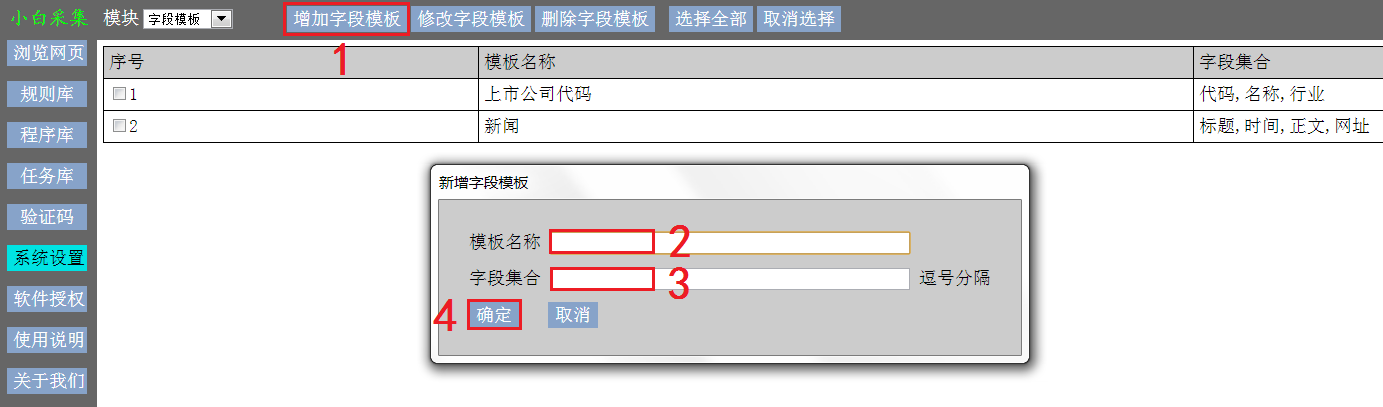 小白采集 模块 字段模板 增加字段模板 修改字段模板 删除字段模板 选择全部 取消选择
浏览网页
规则库
程序库
任务库
验证码
系统设置
软件授权
使用说明
关于我们
1
序号 模板名称 字段集合
1 上市公司代码 代码,名称,行业
2 新闻 标题,时间,正文,网址
新增字段模板
模板名称 2
字段集合 3 逗号分隔
4 确定 取消